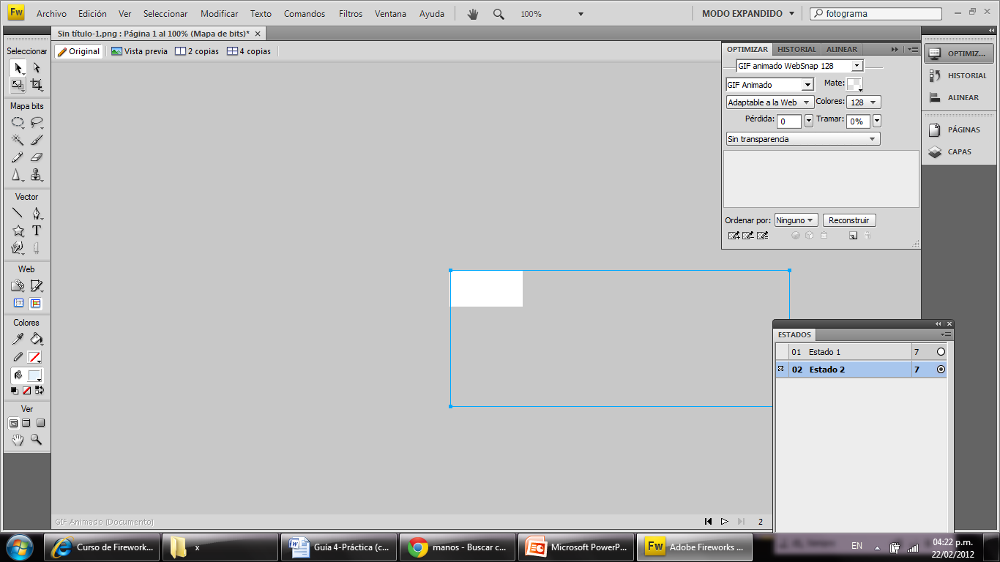 Fw Archivo Edición Ver Seleccionar Modificar Texto Comandos Filtros Ventana Ayuda 100% MODO EXPANDIDO fotograma
Sin título-1.png : Página 1 al 100% (Mapa de bits)*
Original Vista previa 2 copias 4 copias
Seleccionar
Mapa bits
Vector
T
Web
Colores
Ver
OPTIMIZAR HISTORIAL ALINEAR
GIF animado WebSnap 128
GIF Animado Mate:
Adaptable a la Web Colores: 128
Pérdida: 0 Tramar: 0%
Sin transparencia
Ordenar por: Ninguno Reconstruir
OPTIMIZ...
HISTORIAL
ALINEAR
PÁGINAS
CAPAS
ESTADOS
01 Estado 1 7
02 Estado 2 7
GIF Animado (Documento) 2
Curso de Firework... x Guía 4-Práctica (c... manos - Buscar c... Microsoft PowerP... Fw Adobe Fireworks ... EN 04:22 p.m.
22/02/2012